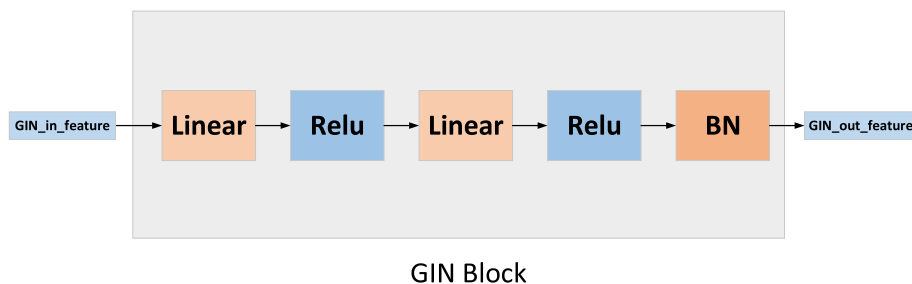 GIN_in_feature
Linear
Relu
Linear
Relu
BN
GIN_out_feature
GIN Block